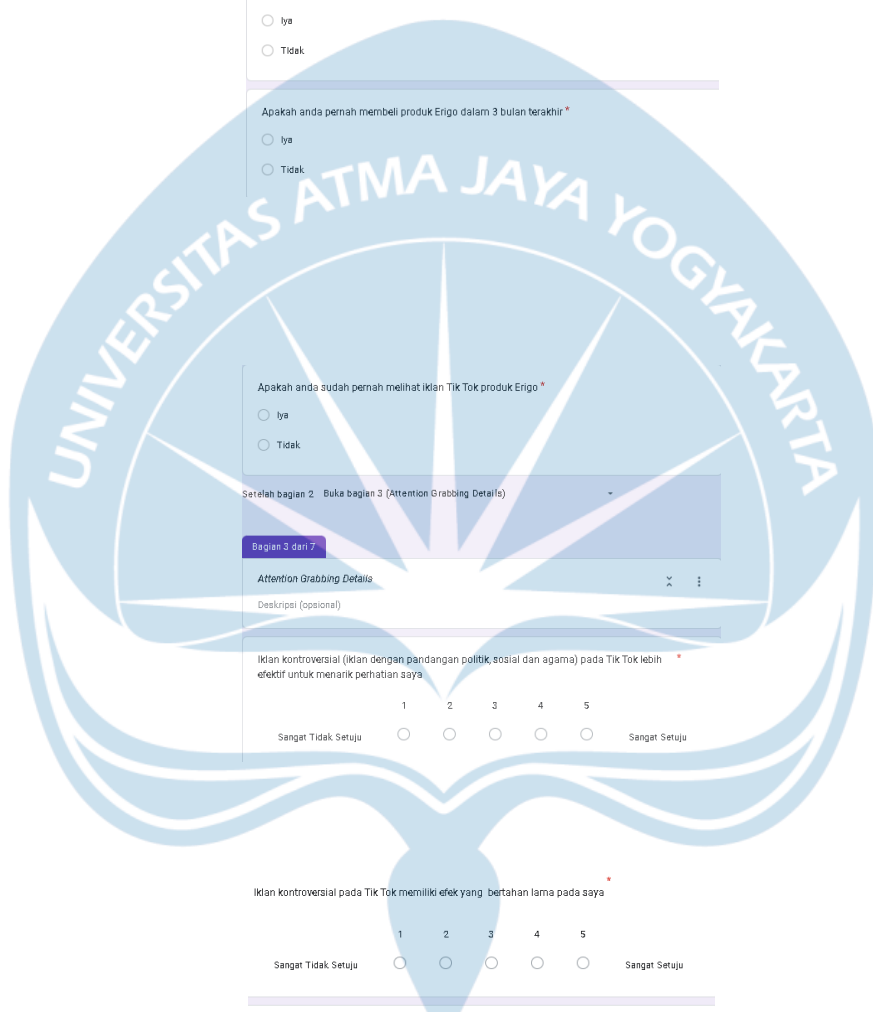 Iya
TIdak
Apakah anda pernah membeli produk Erigo dalam 3 bulan terakhir *
Iya
Tidak
UNIVERSITAS ATMA JAYA YOGYAKARTA
Apakah anda sudah pernah melihat iklan Tik Tok produk Erigo *
Iya
Tidak
Setelah bagian 2 Buka bagian 3 (Attention Grabbing Details)
Bagian 3 dari 7
Attention Grabbing Details
Deskripsi (opsional)
Iklan kontroversial (iklan dengan pandangan politik, sosial dan agama) pada Tik Tok lebih *
efektif untuk menarik perhatian saya
1 2 3 4 5
Sangat Tidak Setuju Sangat Setuju
Iklan kontroversial pada Tik Tok memiliki efek yang bertahan lama pada saya *
1 2 3 4 5
Sangat Tidak Setuju Sangat Setuju